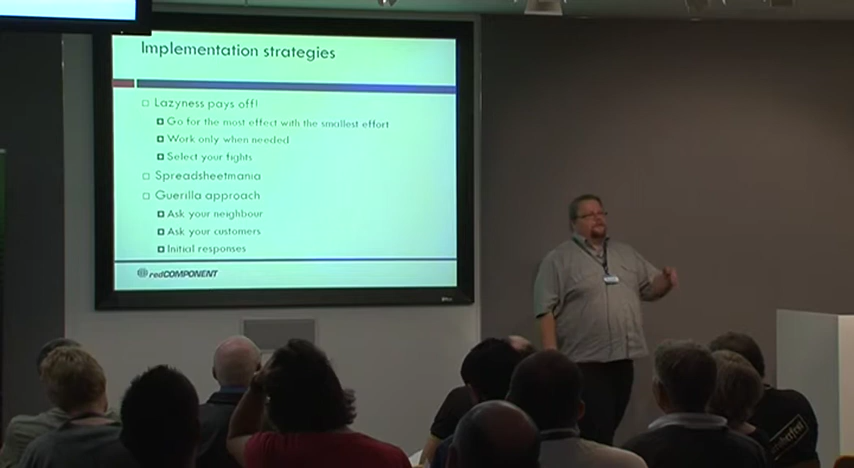 Implementation strategies
Lazyness pays off!
Go for the most effect with the smallest effort
Work only when needed
Select your fights
Spreadsheetmania
Guerilla approach
Ask your neighbour
Ask your customers
Initial responses
redCOMPONENT